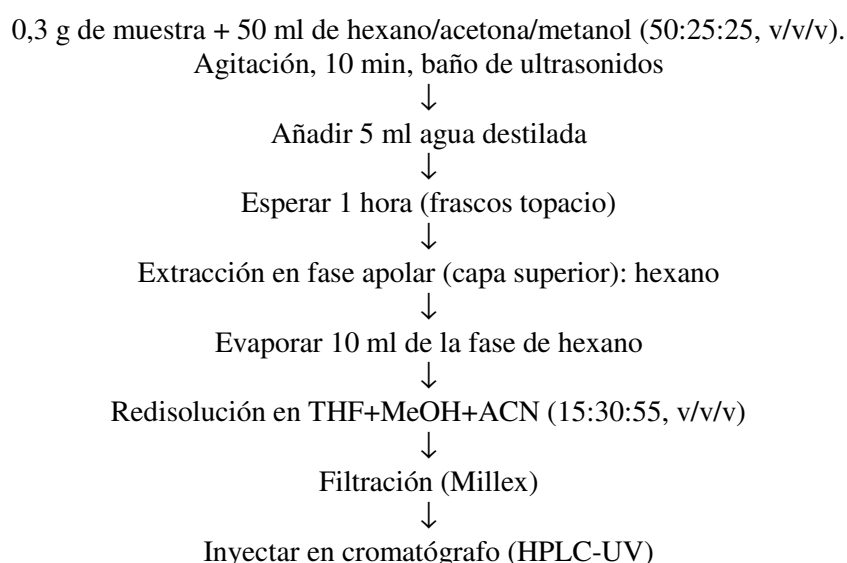 0,3 g de muestra + 50 ml de hexano/acetona/metanol (50:25:25, v/v/v).
Agitación, 10 min, baño de ultrasonidos
↓
Añadir 5 ml agua destilada
↓
Esperar 1 hora (frascos topacio)
↓
Extracción en fase apolar (capa superior): hexano
↓
Evaporar 10 ml de la fase de hexano
↓
Redisolución en THF+MeOH+ACN (15:30:55, v/v/v)
↓
Filtración (Millex)
↓
Inyectar en cromatógrafo (HPLC-UV)